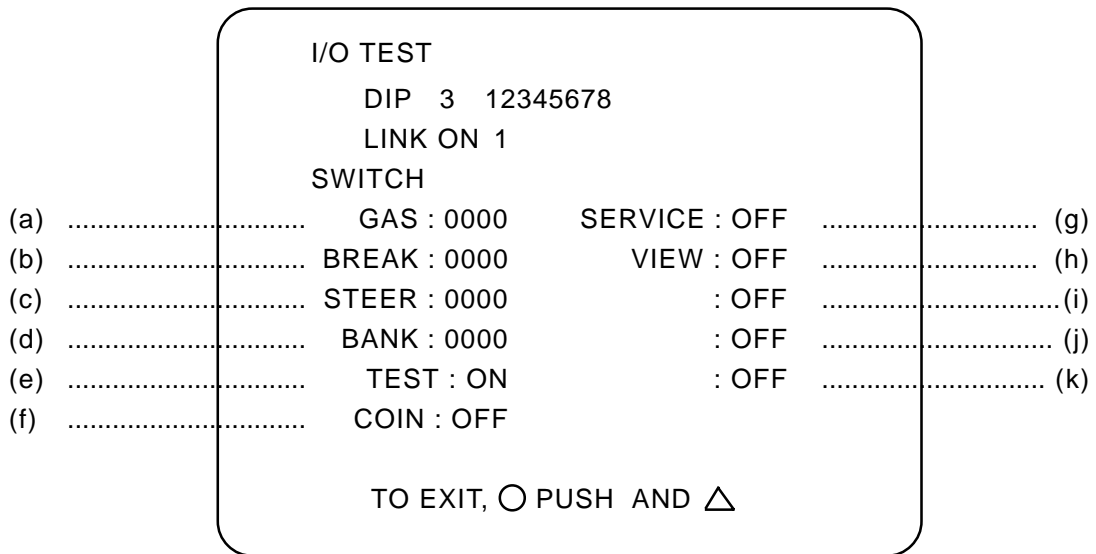 I/O TEST
DIP 3 12345678
LINK ON 1
SWITCH
(a) ................................ GAS : 0000 SERVICE : OFF ............................. (g)
(b) ................................ BREAK : 0000 VIEW : OFF ............................. (h)
(c) ................................ STEER : 0000 : OFF ................................(i)
(d) ................................ BANK : 0000 : OFF ............................... (j)
(e) ................................ TEST : ON : OFF .............................. (k)
(f) ................................ COIN : OFF
TO EXIT, ○ PUSH AND △